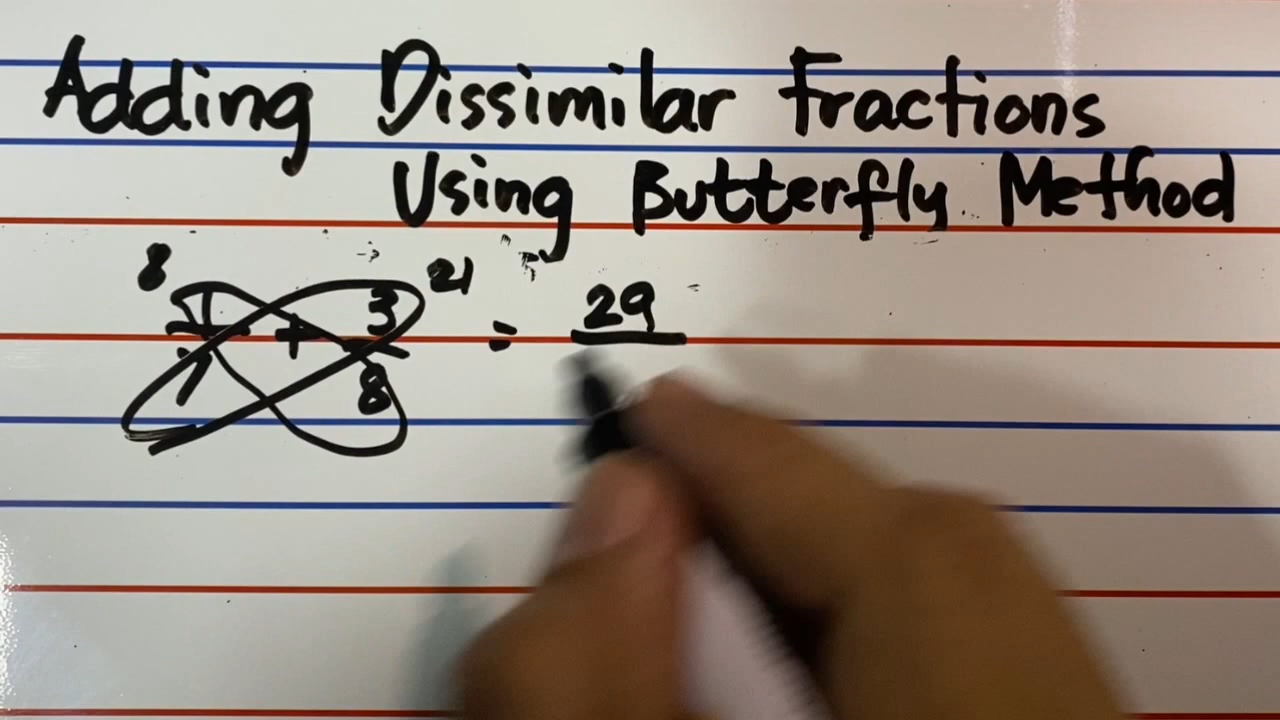 Adding Dissimilar Fractions
Using Butterfly Method
8 21
1 + 3 = 29
7 8